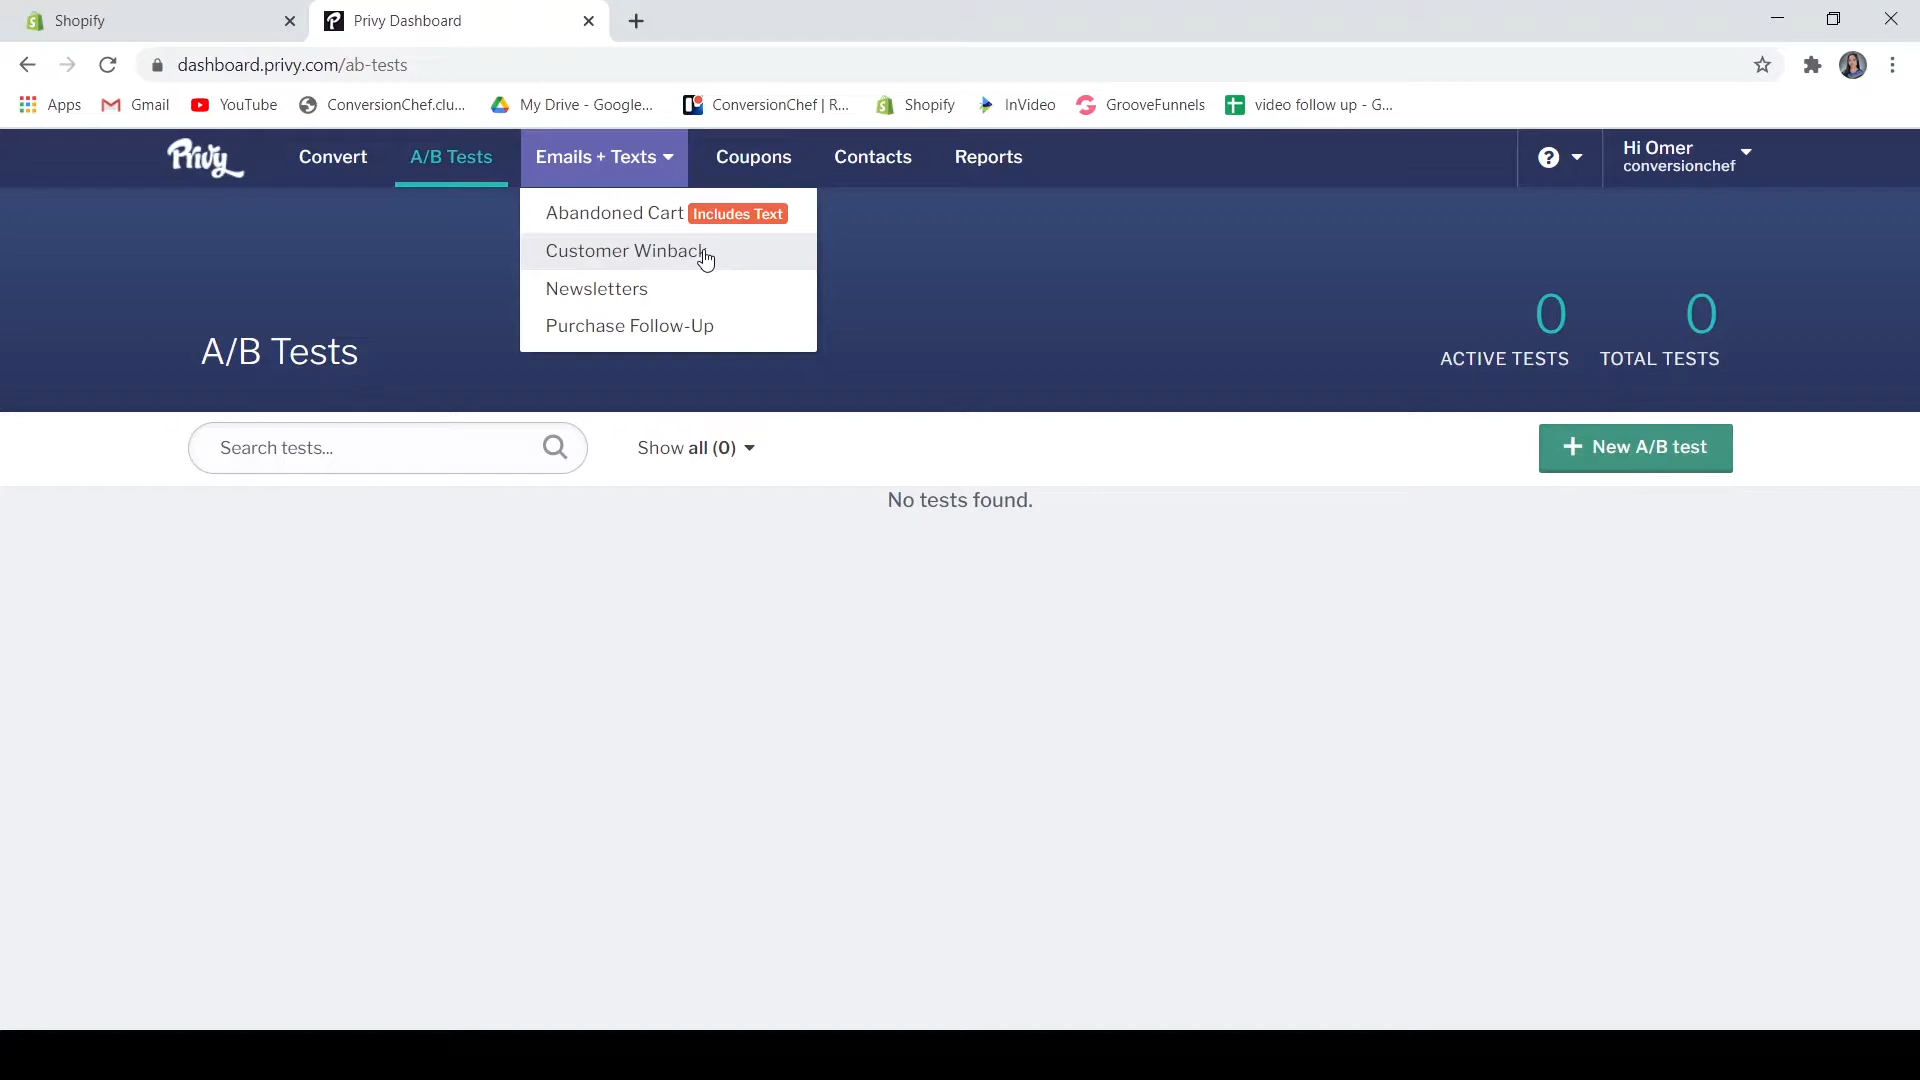 Shopify
Privy Dashboard
dashboard.privy.com/ab-tests
Apps
Gmail
YouTube
ConversionChef.clu...
My Drive - Google...
ConversionChef | R...
Shopify
InVideo
GrooveFunnels
video follow up - G...
Privy
Convert
A/B Tests
Emails + Texts
Coupons
Contacts
Reports
?
Hi Omer
conversionchef
Abandoned Cart Includes Text
Customer Winback
Newsletters
Purchase Follow-Up
A/B Tests
0
ACTIVE TESTS
0
TOTAL TESTS
Search tests...
Show all (0)
+ New A/B test
No tests found.